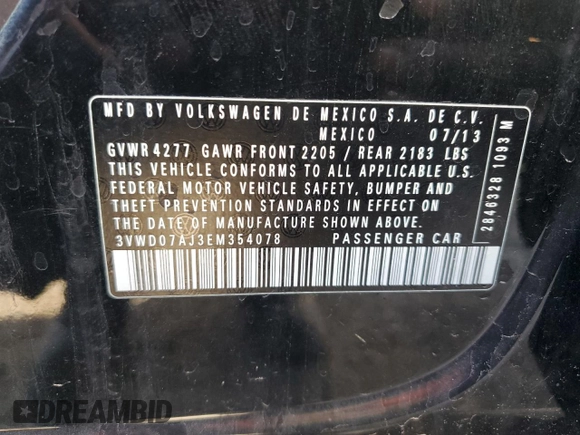 MFD BY VOLKSWAGEN DE MEXICO S.A. DE C.V.
MEXICO 07/13
GVWR 4277 GAWR FRONT 2205 / REAR 2183 LBS
THIS VEHICLE CONFORMS TO ALL APPLICABLE U.S.
FEDERAL MOTOR VEHICLE SAFETY, BUMPER AND
THEFT PREVENTION STANDARDS IN EFFECT ON
THE DATE OF MANUFACTURE SHOWN ABOVE.
3VWD07AJ3EM354078 PASSENGER CAR
2846328 1093 M
DREAMBID